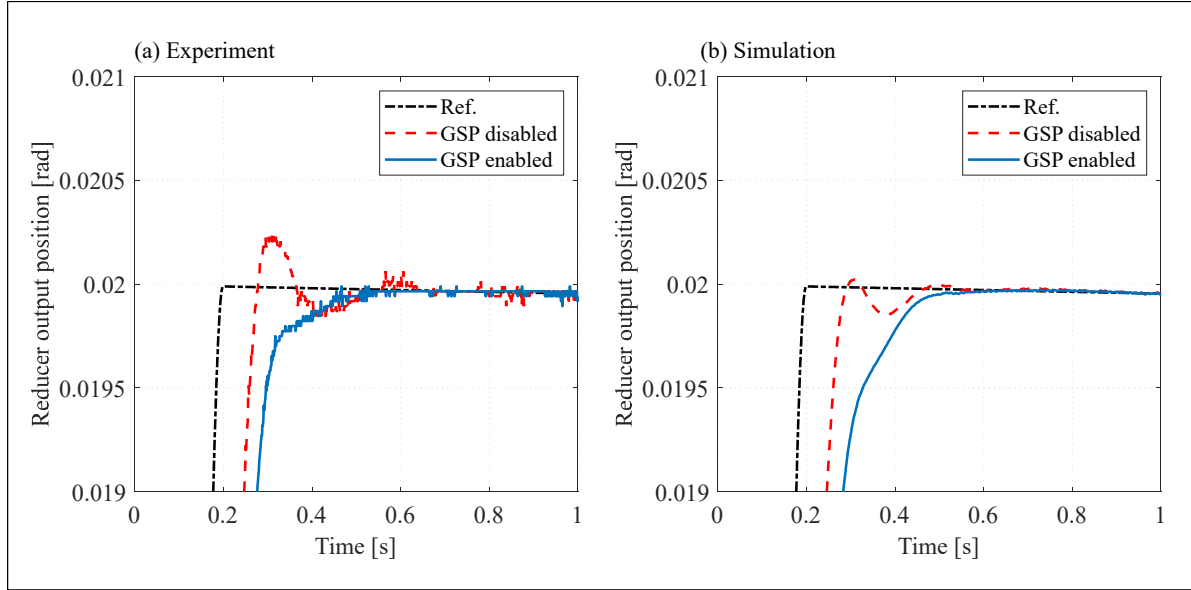 (a) Experiment
Reducer output position [rad]
0.021
0.0205
0.02
0.0195
0.019
Ref.
GSP disabled
GSP enabled
0
0.2
0.4
0.6
0.8
1
Time [s]
(b) Simulation
Reducer output position [rad]
0.021
0.0205
0.02
0.0195
0.019
Ref.
GSP disabled
GSP enabled
0
0.2
0.4
0.6
0.8
1
Time [s]